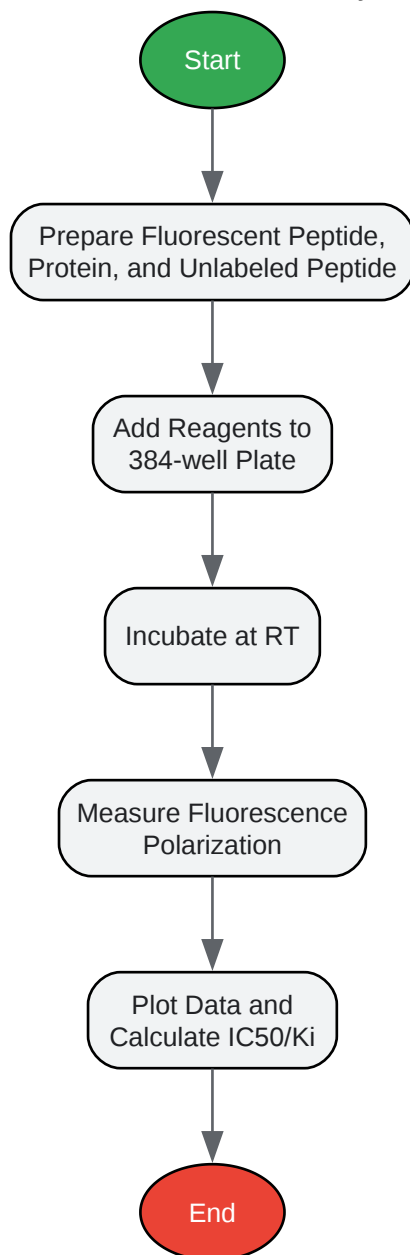 Start
Prepare Fluorescent Peptide,
Protein, and Unlabeled Peptide
Add Reagents to
384-well Plate
Incubate at RT
Measure Fluorescence
Polarization
Plot Data and
Calculate IC50/Ki
End